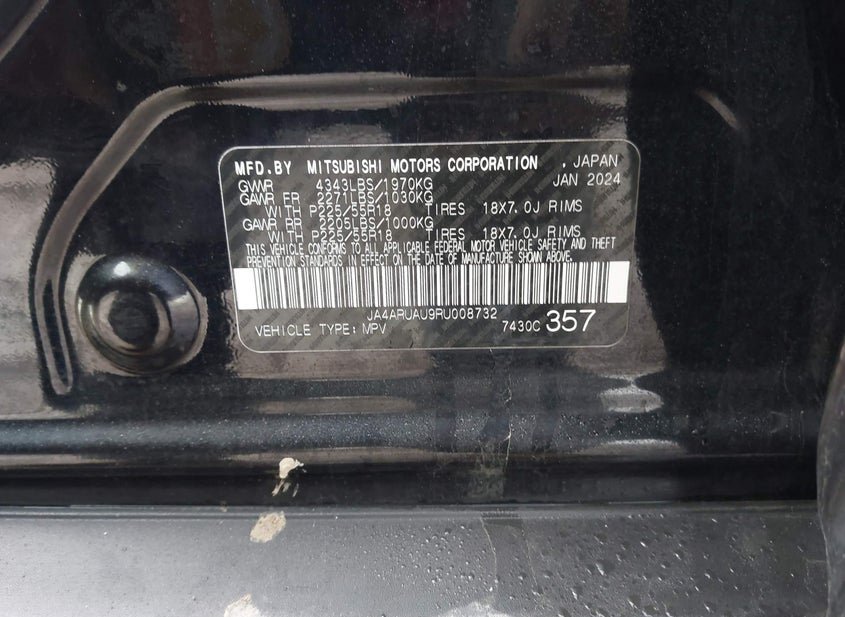 MFD.BY MITSUBISHI MOTORS CORPORATION , JAPAN
GVWR 4343LBS/1970KG JAN 2024
GAWR FR 2271LBS/1030KG
WITH P225/55R18 TIRES 18X7.0J RIMS
GAWR RR 2205LBS/1000KG
WITH P225/55R18 TIRES 18X7.0J RIMS
THIS VEHICLE CONFORMS TO ALL APPLICABLE FEDERAL MOTOR VEHICLE SAFETY AND THEFT
PREVENTION STANDARDS IN EFFECT ON THE DATE OF MANUFACTURE SHOWN ABOVE.
JA4ARUAU9RU008732
VEHICLE TYPE: MPV 7430C 357